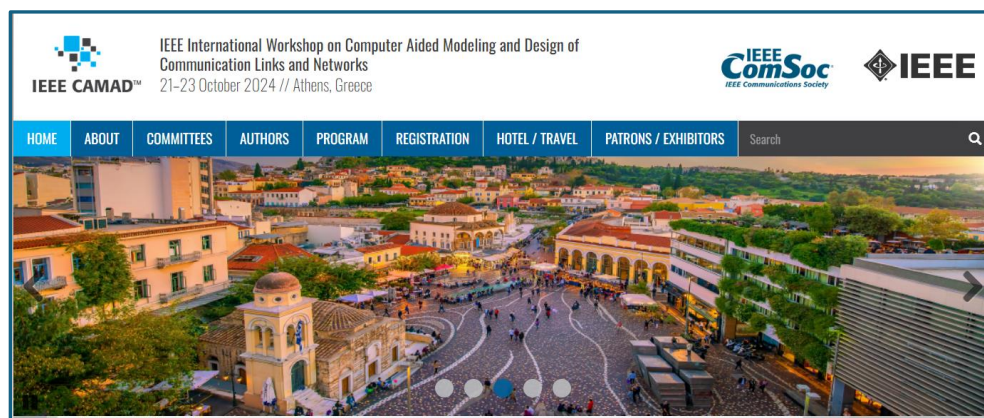 IEEE CAMAD™
IEEE International Workshop on Computer Aided Modeling and Design of
Communication Links and Networks
21–23 October 2024 // Athens, Greece
IEEE
ComSoc®
IEEE Communications Society
IEEE
HOME ABOUT COMMITTEES AUTHORS PROGRAM REGISTRATION HOTEL / TRAVEL PATRONS / EXHIBITORS Search